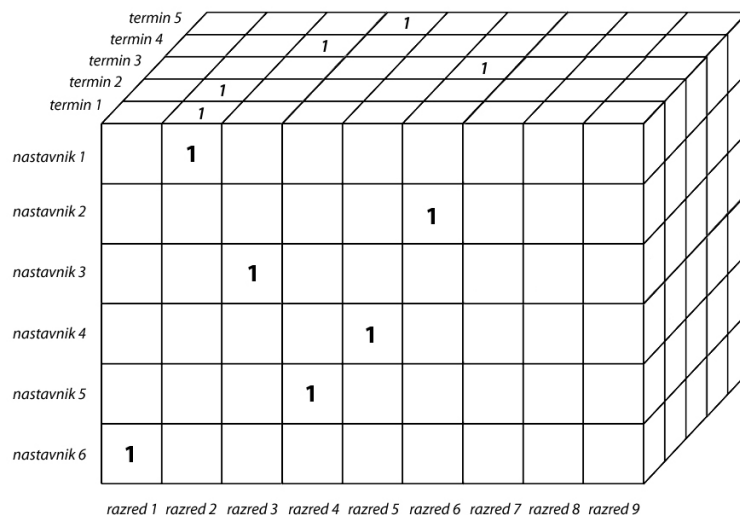 termin 5
1
termin 4
1
termin 3
1
termin 2
1
termin 1
1
nastavnik 1
1
nastavnik 2
1
nastavnik 3
1
nastavnik 4
1
nastavnik 5
1
nastavnik 6
1
razred 1 razred 2 razred 3 razred 4 razred 5 razred 6 razred 7 razred 8 razred 9